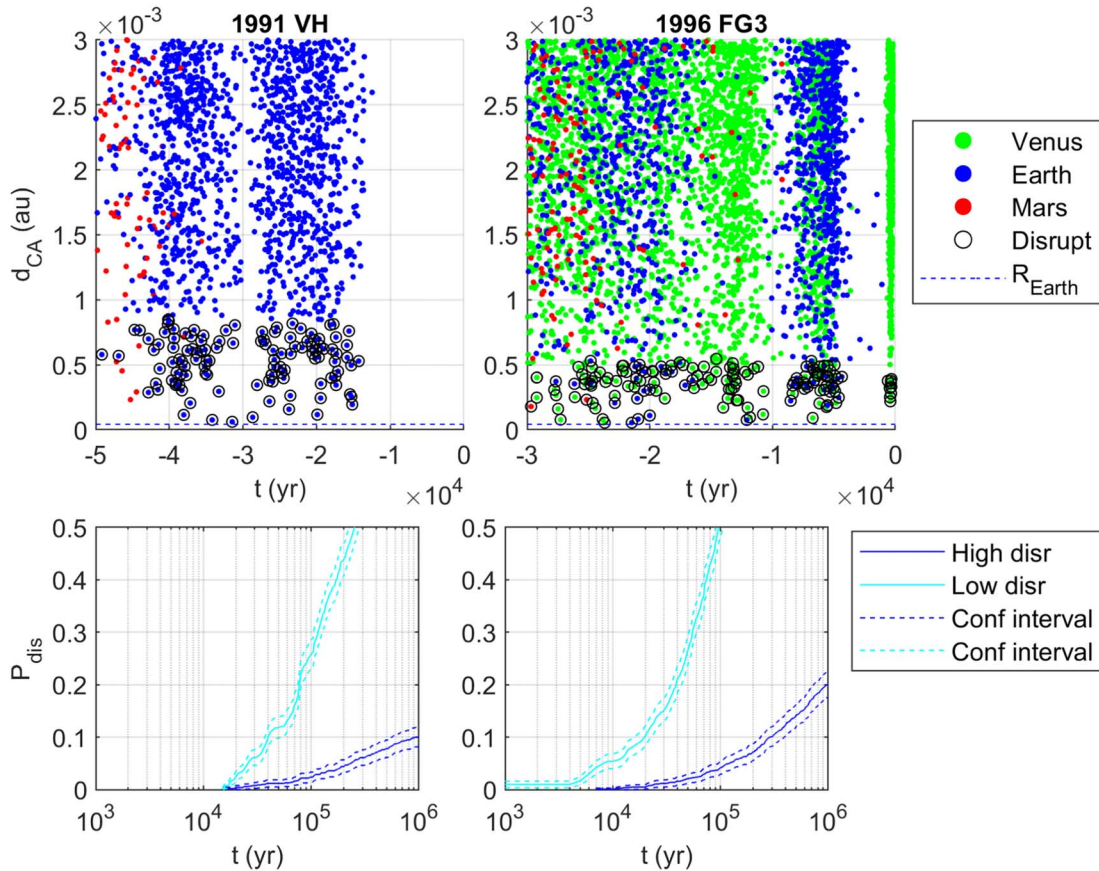 ×10⁻³ 1991 VH
3
2.5
2
1.5
1
0.5
0
d_CA (au)
-5 -4 -3 -2 -1 0
t (yr) ×10⁴
×10⁻³ 1996 FG3
3
2.5
2
1.5
1
0.5
0
-3 -2 -1 0
t (yr) ×10⁴
Venus
Earth
Mars
Disrupt
R_Earth
0.5
0.4
0.3
0.2
0.1
0
P_dis
10³ 10⁴ 10⁵ 10⁶
t (yr)
0.5
0.4
0.3
0.2
0.1
0
10³ 10⁴ 10⁵ 10⁶
t (yr)
High disr
Low disr
Conf interval
Conf interval